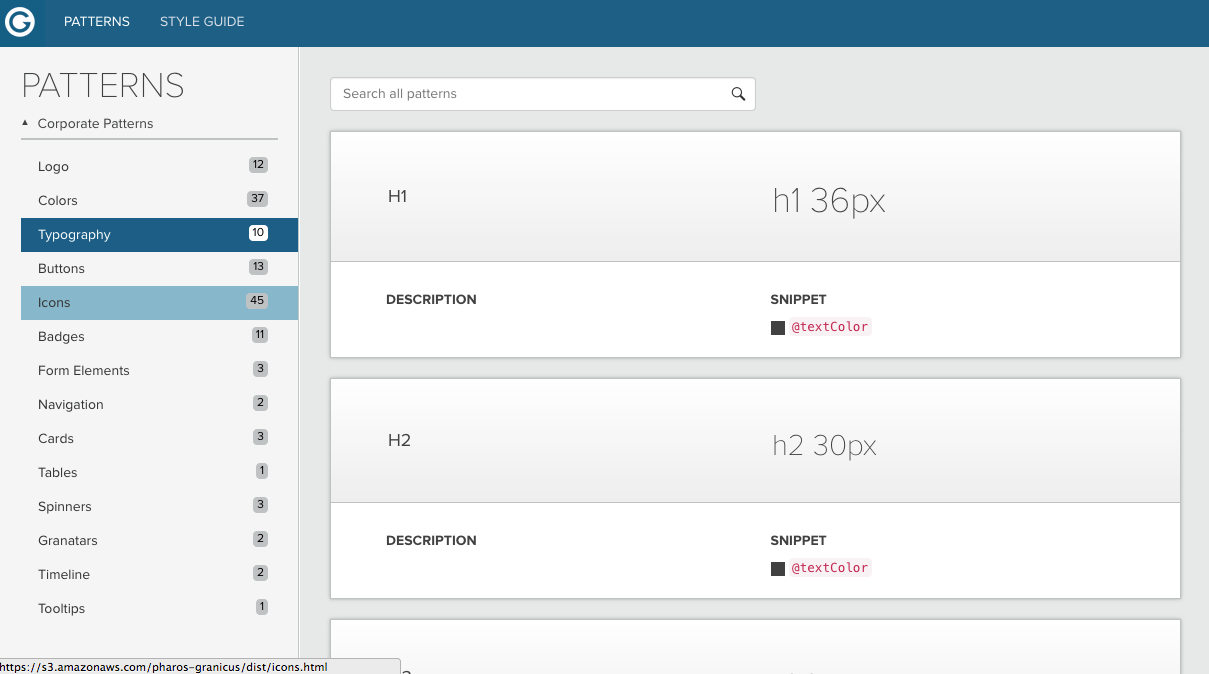 PATTERNS STYLE GUIDE
PATTERNS
Corporate Patterns
Logo 12
Colors 37
Typography 10
Buttons 13
Icons 45
Badges 11
Form Elements 3
Navigation 2
Cards 3
Tables 1
Spinners 3
Granatars 2
Timeline 2
Tooltips 1
https://s3.amazonaws.com/pharos-granicus/dist/icons.html
Search all patterns
H1 h1 36px
DESCRIPTION SNIPPET
@textColor
H2 h2 30px
DESCRIPTION SNIPPET
@textColor